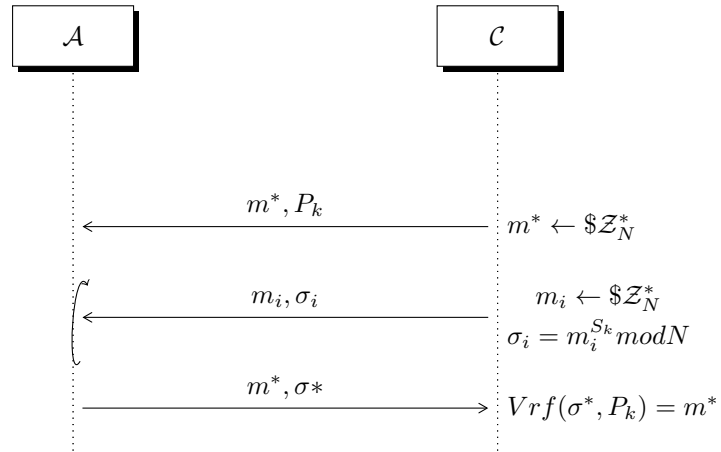 𝒜 𝒞
m*, P_k m* ← $𝒵*_N
m_i, σ_i m_i ← $𝒵*_N
σ_i = m_i^{S_k} modN
m*, σ* Vrf(σ*, P_k) = m*